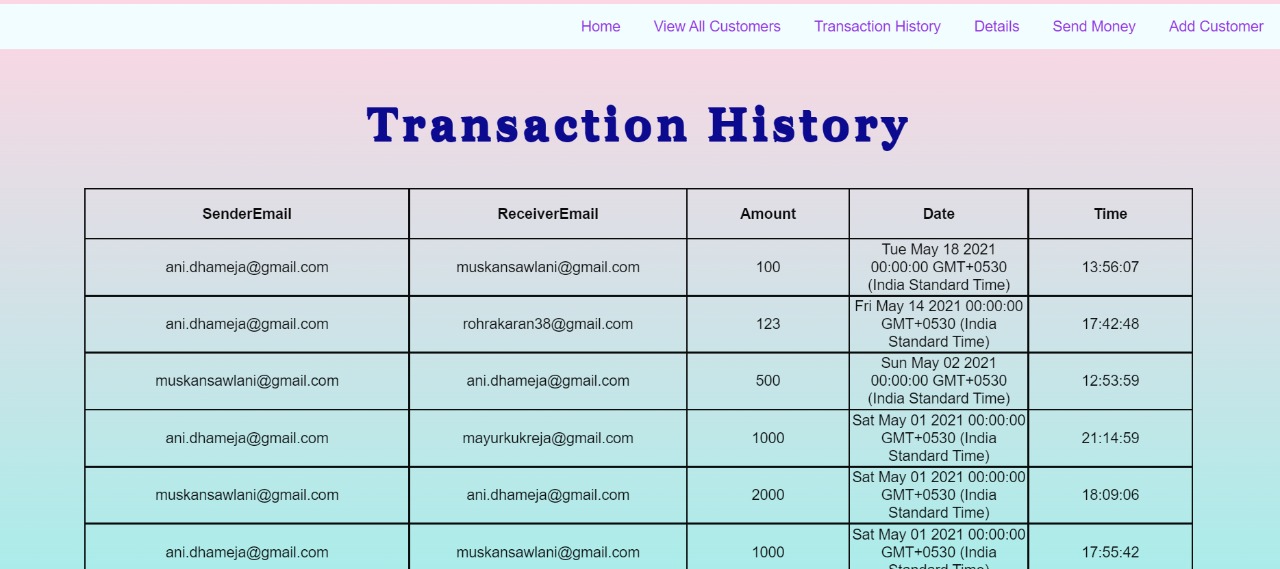 Home View All Customers Transaction History Details Send Money Add Customer
Transaction History
SenderEmail ReceiverEmail Amount Date Time
ani.dhameja@gmail.com muskansawlani@gmail.com 100 Tue May 18 2021 00:00:00 GMT+0530 (India Standard Time) 13:56:07
ani.dhameja@gmail.com rohrakaran38@gmail.com 123 Fri May 14 2021 00:00:00 GMT+0530 (India Standard Time) 17:42:48
muskansawlani@gmail.com ani.dhameja@gmail.com 500 Sun May 02 2021 00:00:00 GMT+0530 (India Standard Time) 12:53:59
ani.dhameja@gmail.com mayurkukreja@gmail.com 1000 Sat May 01 2021 00:00:00 GMT+0530 (India Standard Time) 21:14:59
muskansawlani@gmail.com ani.dhameja@gmail.com 2000 Sat May 01 2021 00:00:00 GMT+0530 (India Standard Time) 18:09:06
ani.dhameja@gmail.com muskansawlani@gmail.com 1000 Sat May 01 2021 00:00:00 GMT+0530 (India 17:55:42